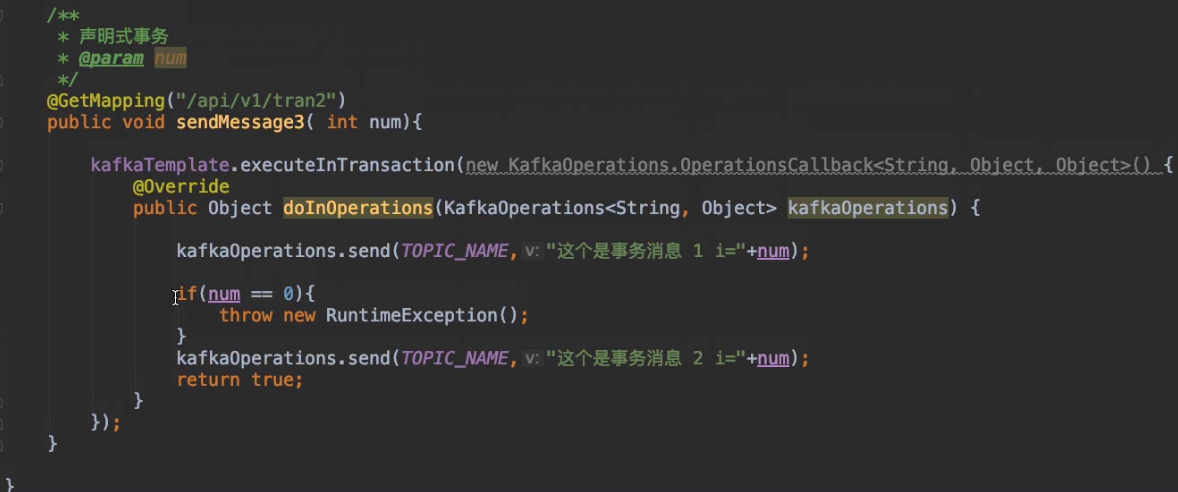 /**
 * 声明式事务
 * @param num
 */
@GetMapping("/api/v1/tran2")
public void sendMessage3( int num){
kafkaTemplate.executeInTransaction(new KafkaOperations.OperationsCallback<String, Object, Object>() {
@Override
public Object doInOperations(KafkaOperations<String, Object> kafkaOperations) {
kafkaOperations.send(TOPIC_NAME, v: "这个是事务消息 1 i="+num);
if(num == 0){
throw new RuntimeException();
}
kafkaOperations.send(TOPIC_NAME, v: "这个是事务消息 2 i="+num);
return true;
}
});
}
}